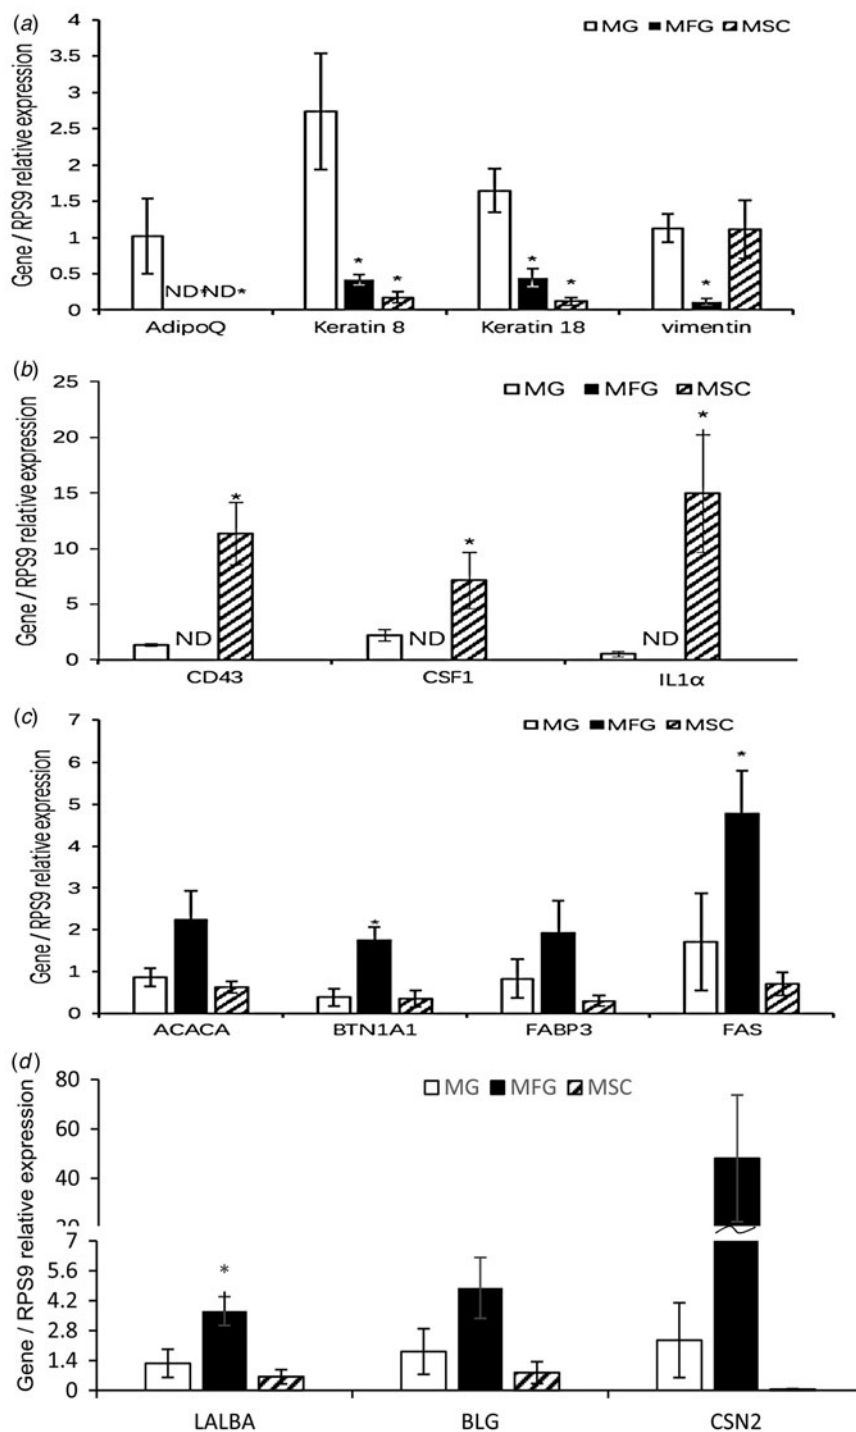 (a)
4
3.5
3
2.5
2
1.5
1
0.5
0
Gene / RPS9 relative expression
MG MFG MSC
ND*ND*
* *
* *
*
AdipoQ Keratin 8 Keratin 18 vimentin
(b)
25
20
15
10
5
0
Gene / RPS9 relative expression
MG MFG MSC
*
*
*
ND ND ND
CD43 CSF1 IL1α
(c)
7
6
5
4
3
2
1
0
Gene / RPS9 relative expression
MG MFG MSC
*
*
ACACA BTN1A1 FABP3 FAS
(d)
80
60
40
20
7
5.6
4.2
2.8
1.4
0
Gene / RPS9 relative expression
MG MFG MSC
*
LALBA BLG CSN2